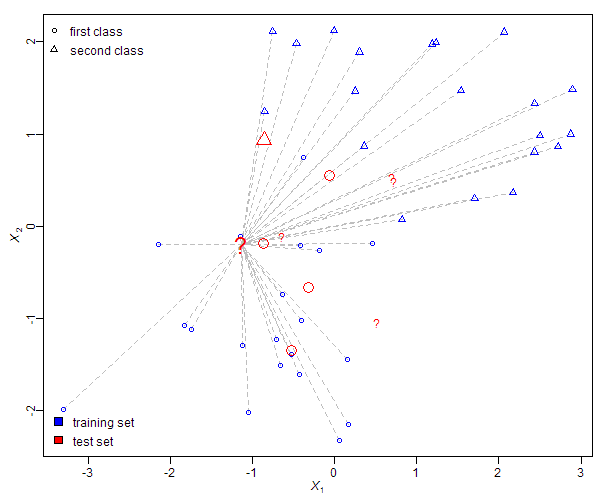 first class
second class
2
1
0
-1
-2
X2
?
?
?
?
?
training set
test set
-3
-2
-1
0
1
2
3
X1